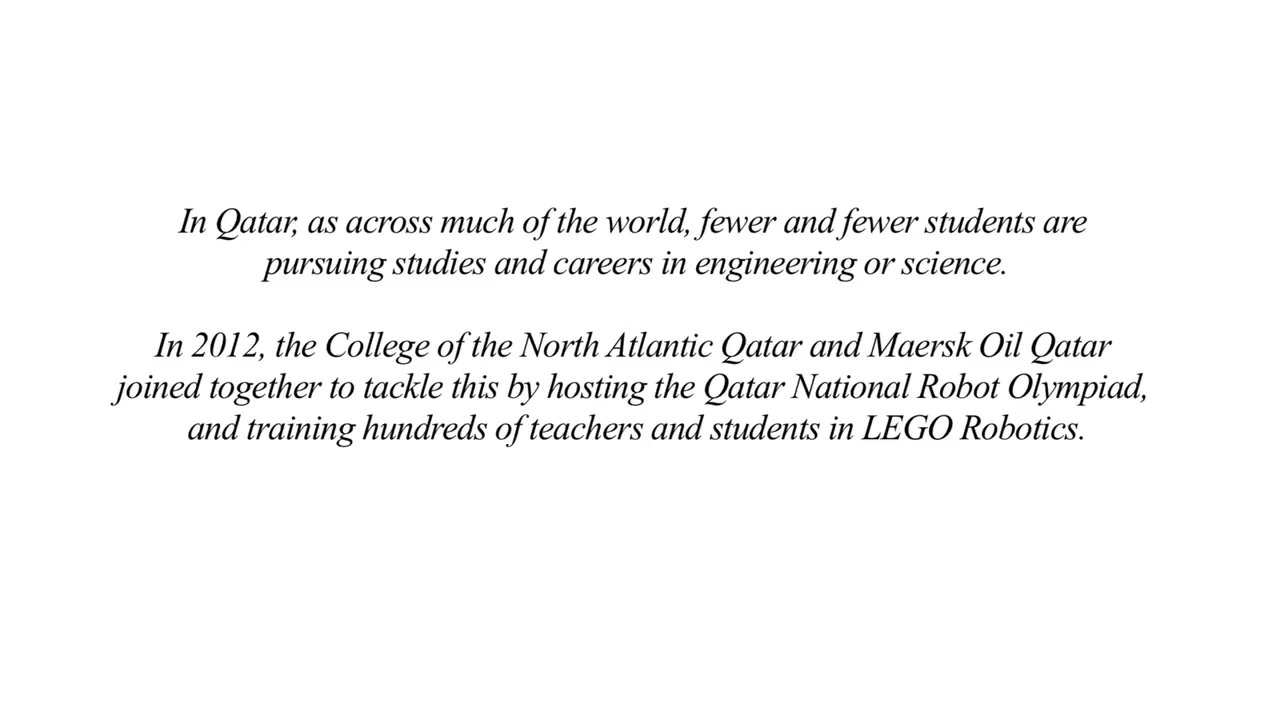 In Qatar, as across much of the world, fewer and fewer students are
pursuing studies and careers in engineering or science.
In 2012, the College of the North Atlantic Qatar and Maersk Oil Qatar
joined together to tackle this by hosting the Qatar National Robot Olympiad,
and training hundreds of teachers and students in LEGO Robotics.